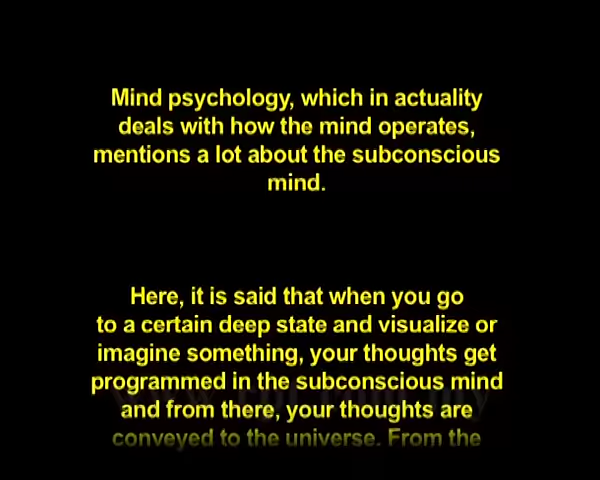 Mind psychology, which in actuality
deals with how the mind operates,
mentions a lot about the subconscious
mind.
Here, it is said that when you go
to a certain deep state and visualize or
imagine something, your thoughts get
programmed in the subconscious mind
and from there, your thoughts are
conveyed to the universe. From the